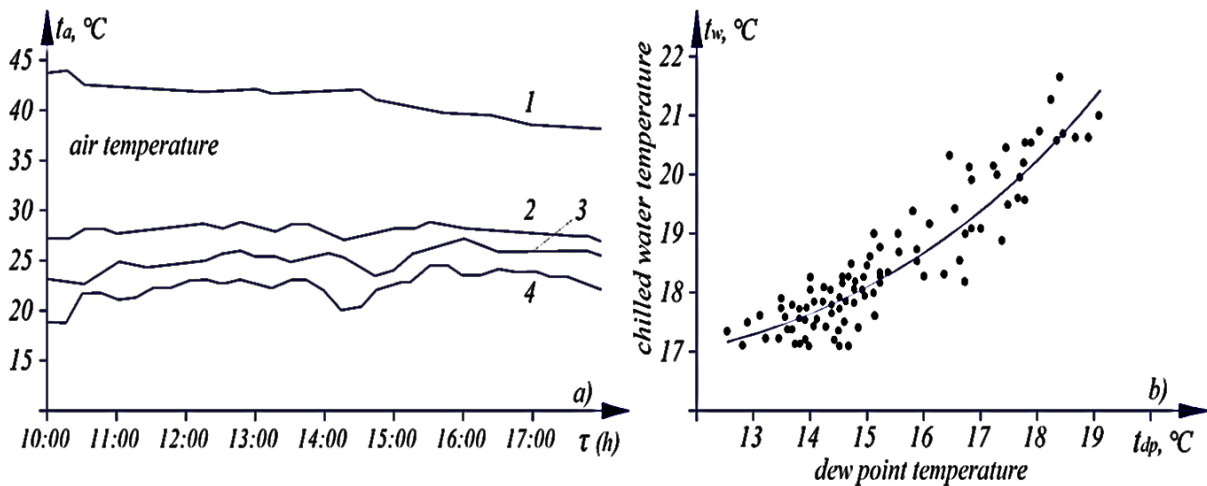 tₐ, °C
45
40
35
30
25
20
15
air temperature
1
2
3
4
a)
10:00 11:00 12:00 13:00 14:00 15:00 16:00 17:00 τ (h)
t_w, °C
chilled water temperature
22
21
20
19
18
17
b)
13 14 15 16 17 18 19 t_dp, °C
dew point temperature